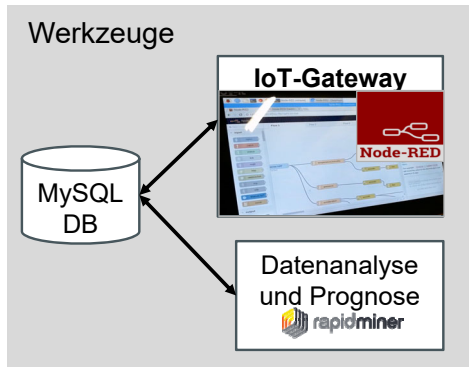 Werkzeuge
IoT-Gateway
Node-RED
MySQL
DB
Datenanalyse
und Prognose
rapidminer